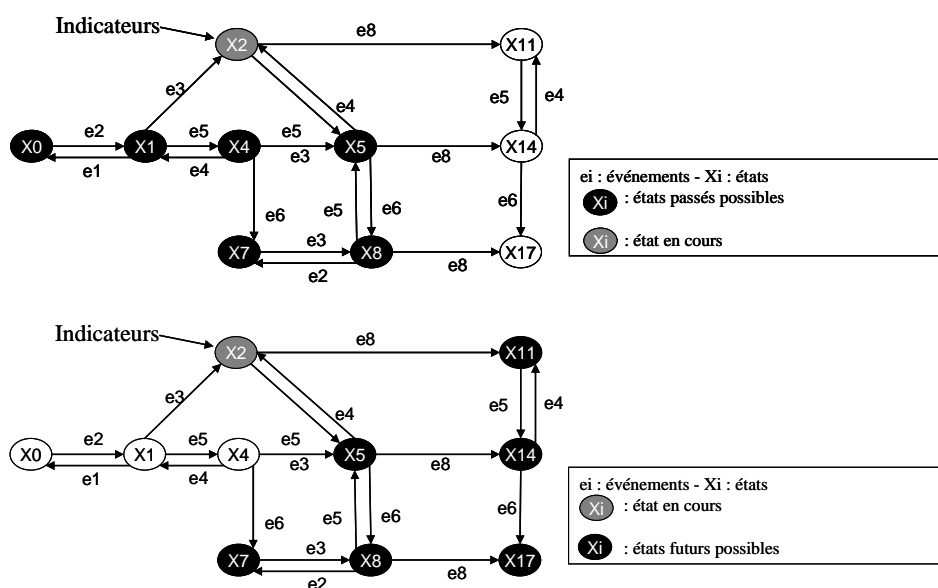 Indicateurs
X2
e8
X11
e3
e4
e5
e4
X0
e2
X1
e5
X4
e5
X5
e8
X14
e1
e4
e3
e6
e5
e6
e6
X7
e3
X8
e8
X17
e2
ei : événements - Xi : états
Xi : états passés possibles
Xi : état en cours
Indicateurs
X2
e8
X11
e3
e4
e5
e4
X0
e2
X1
e5
X4
e5
X5
e8
X14
e1
e4
e3
e6
e5
e6
e6
X7
e3
X8
e8
X17
e2
ei : événements - Xi : états
Xi : état en cours
Xi : états futurs possibles